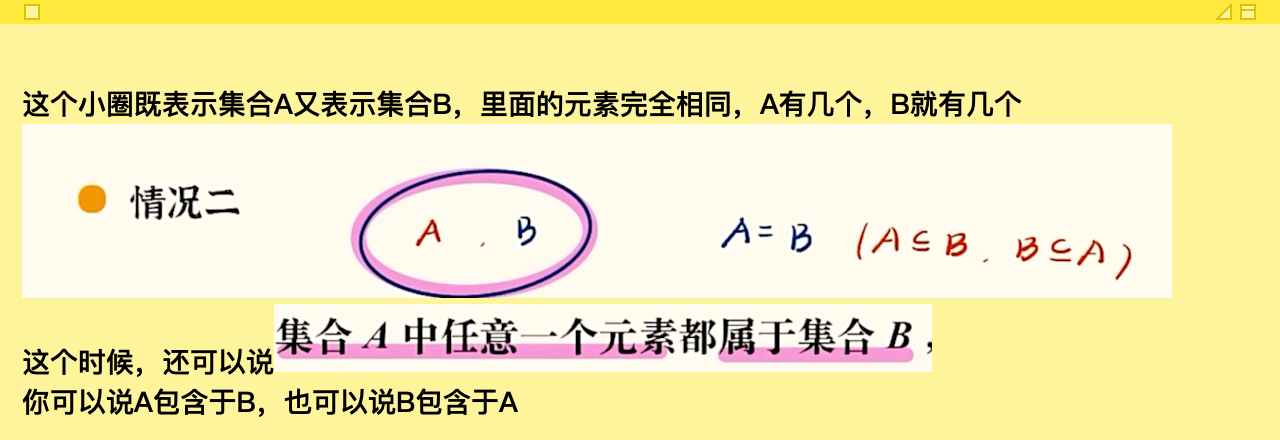 这个小圈既表示集合A又表示集合B，里面的元素完全相同，A有几个，B就有几个
情况二 A . B A = B (A⊆B . B⊆A)
这个时候，还可以说集合 A 中任意一个元素都属于集合 B，
你可以说A包含于B，也可以说B包含于A